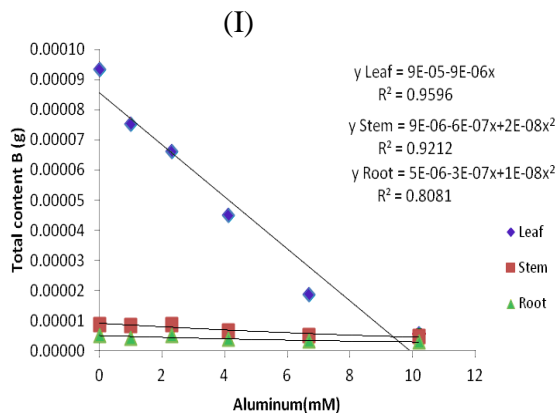 (I)
0.00010
0.00009
0.00008
0.00007
0.00006
0.00005
0.00004
0.00003
0.00002
0.00001
0.00000
Total content B (g)
0 2 4 6 8 10 12
Aluminum(mM)
y Leaf = 9E-05-9E-06x
R² = 0.9596
y Stem = 9E-06-6E-07x+2E-08x²
R² = 0.9212
y Root = 5E-06-3E-07x+1E-08x²
R² = 0.8081
Leaf
Stem
Root